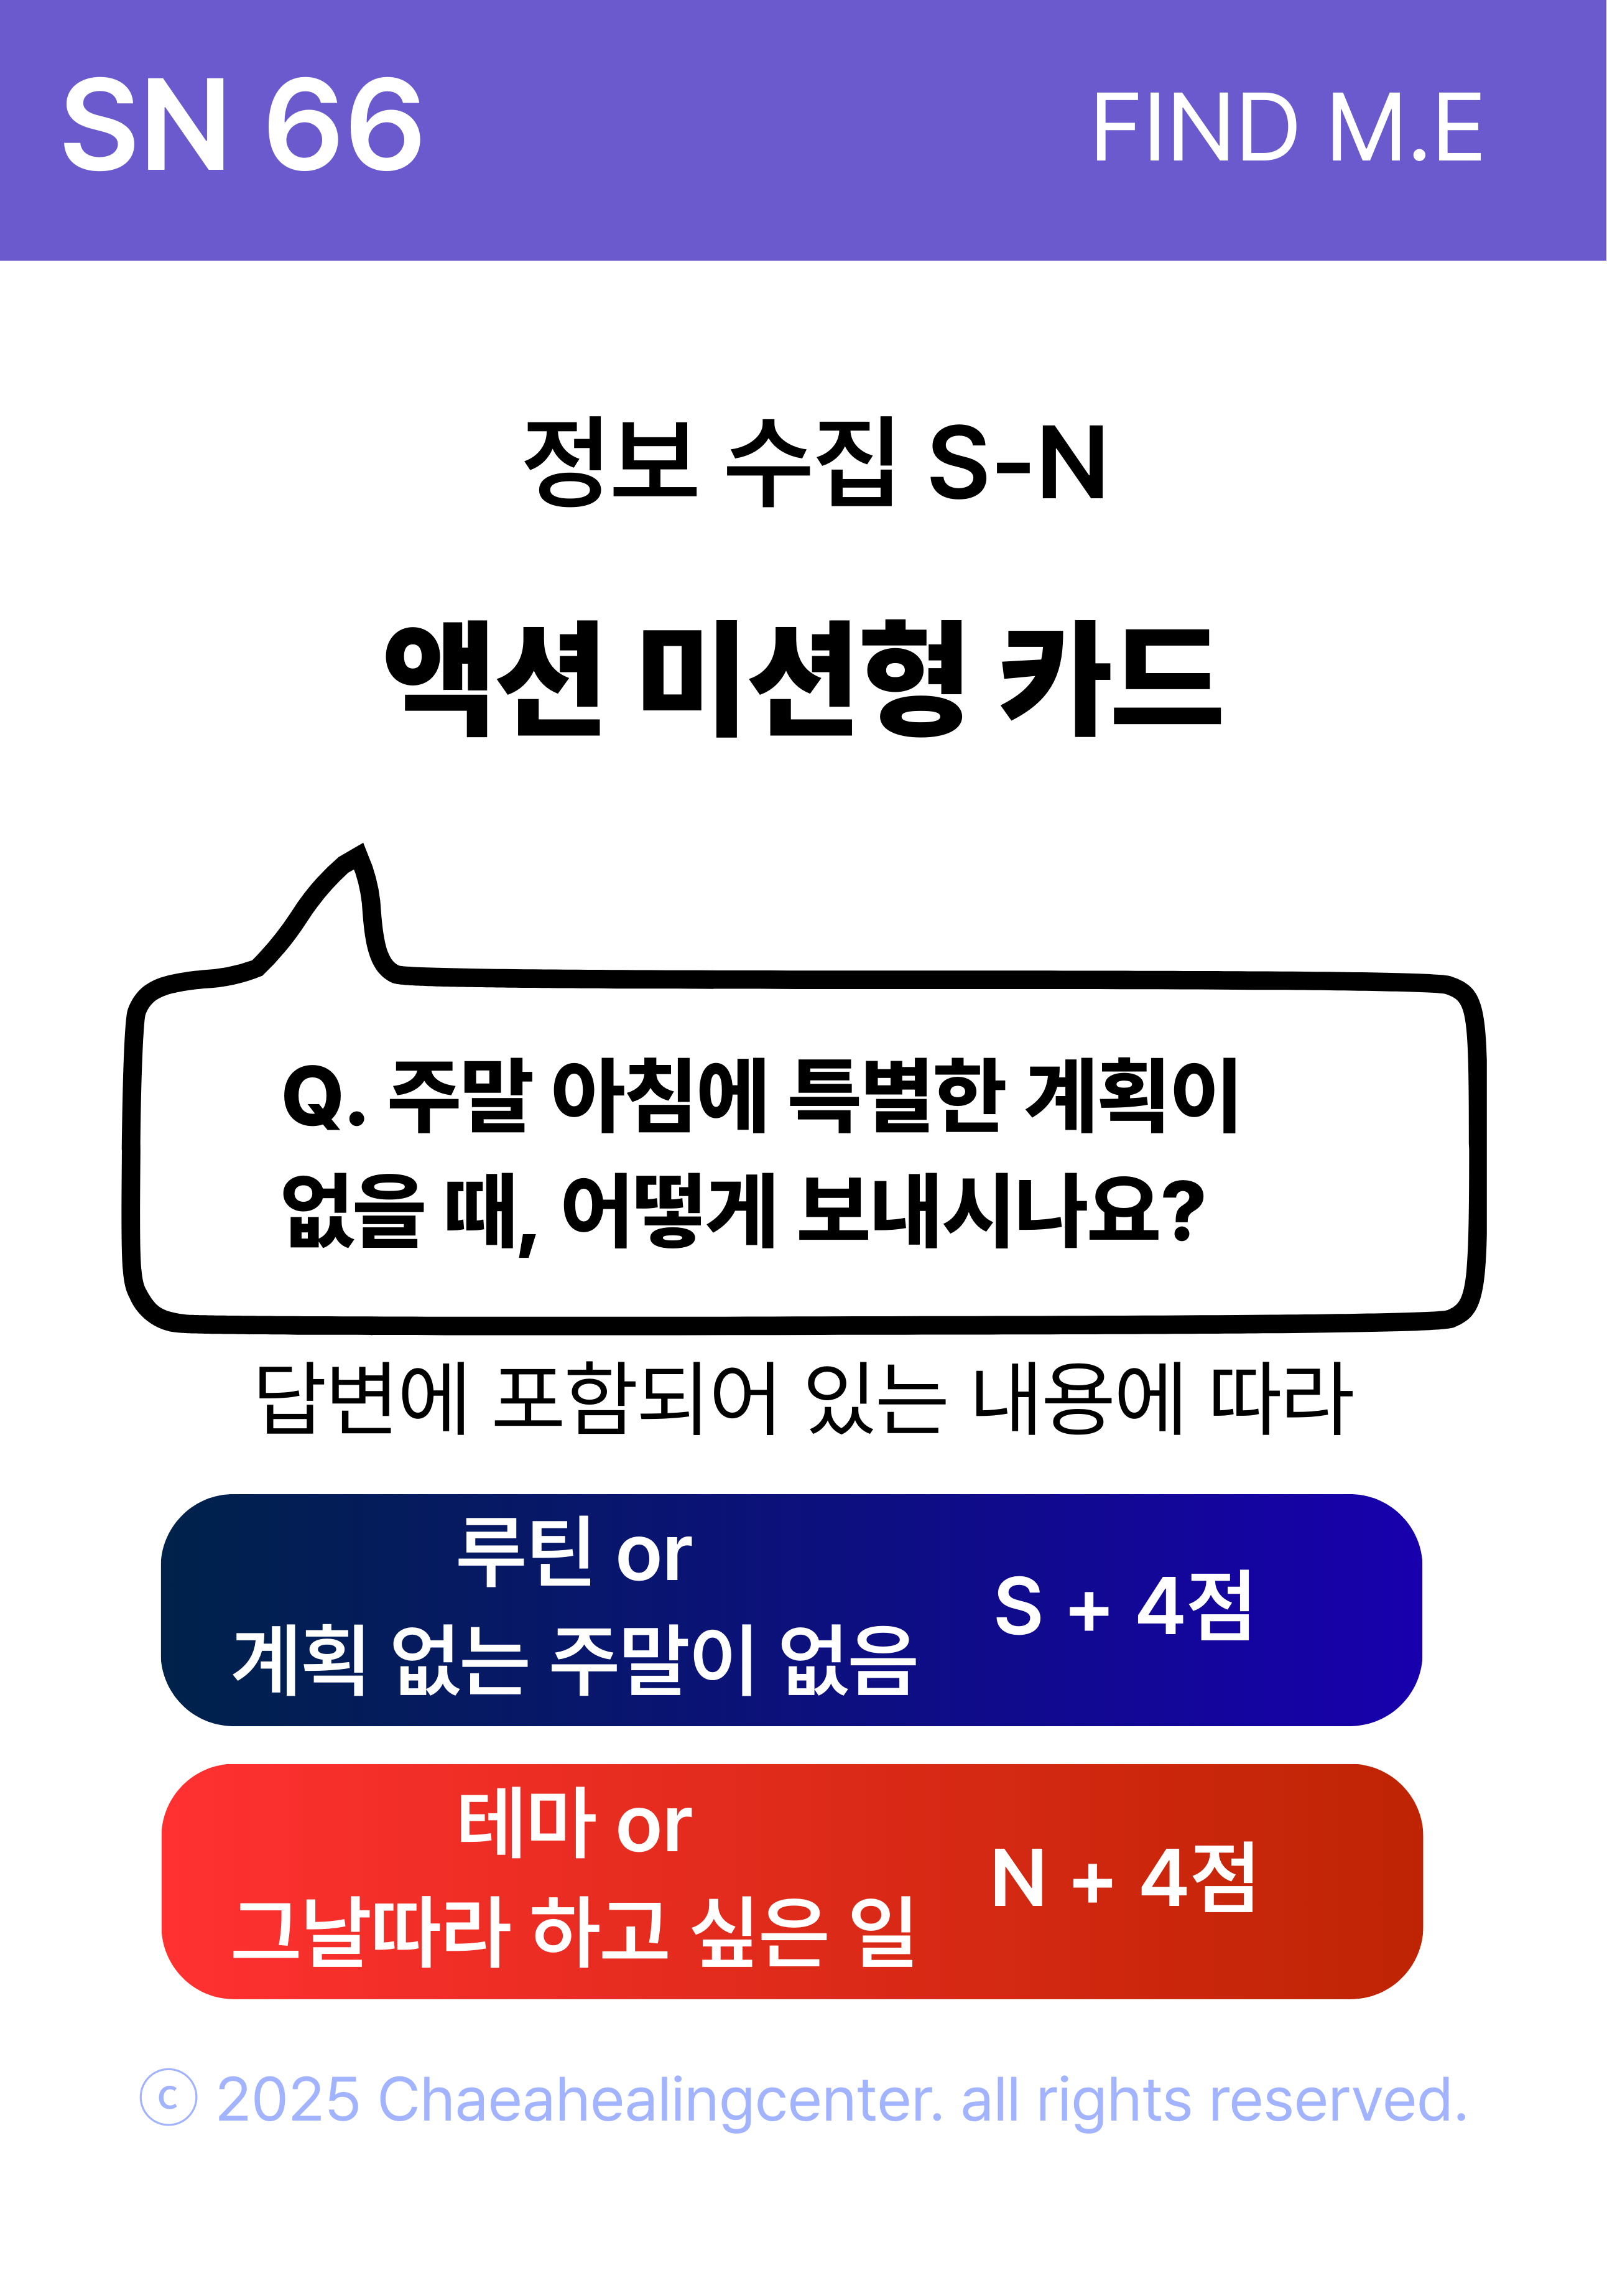 SN 66
FIND M.E
정보 수집 S-N
액션 미션형 카드
Q. 주말 아침에 특별한 계획이
없을 때, 어떻게 보내시나요?
답변에 포함되어 있는 내용에 따라
루틴 or
계획 없는 주말이 없음
S + 4점
테마 or
그날따라 하고 싶은 일
N + 4점
ⓒ 2025 Chaeahealingcenter. all rights reserved.